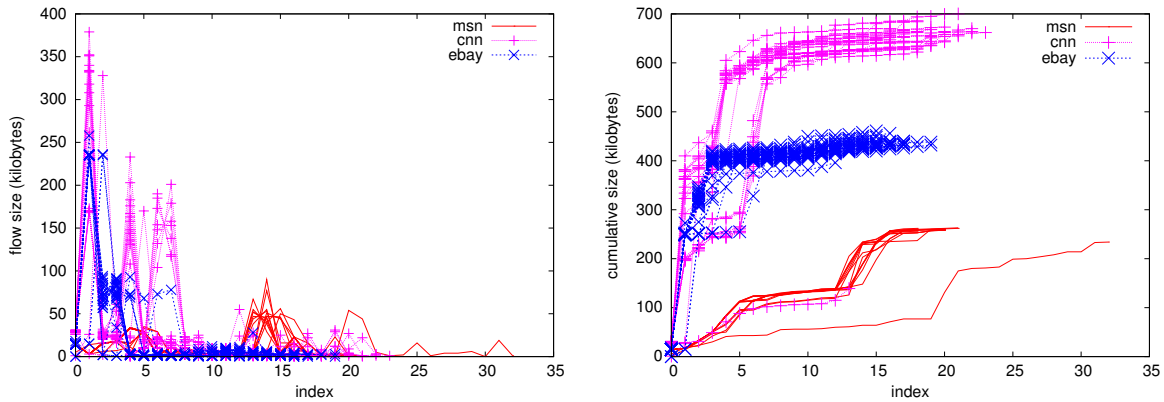 400
350
300
250
200
150
100
50
0
flow size (kilobytes)
0 5 10 15 20 25 30 35
index
msn
cnn
ebay
700
600
500
400
300
200
100
0
cumulative size (kilobytes)
0 5 10 15 20 25 30 35
index
msn
cnn
ebay